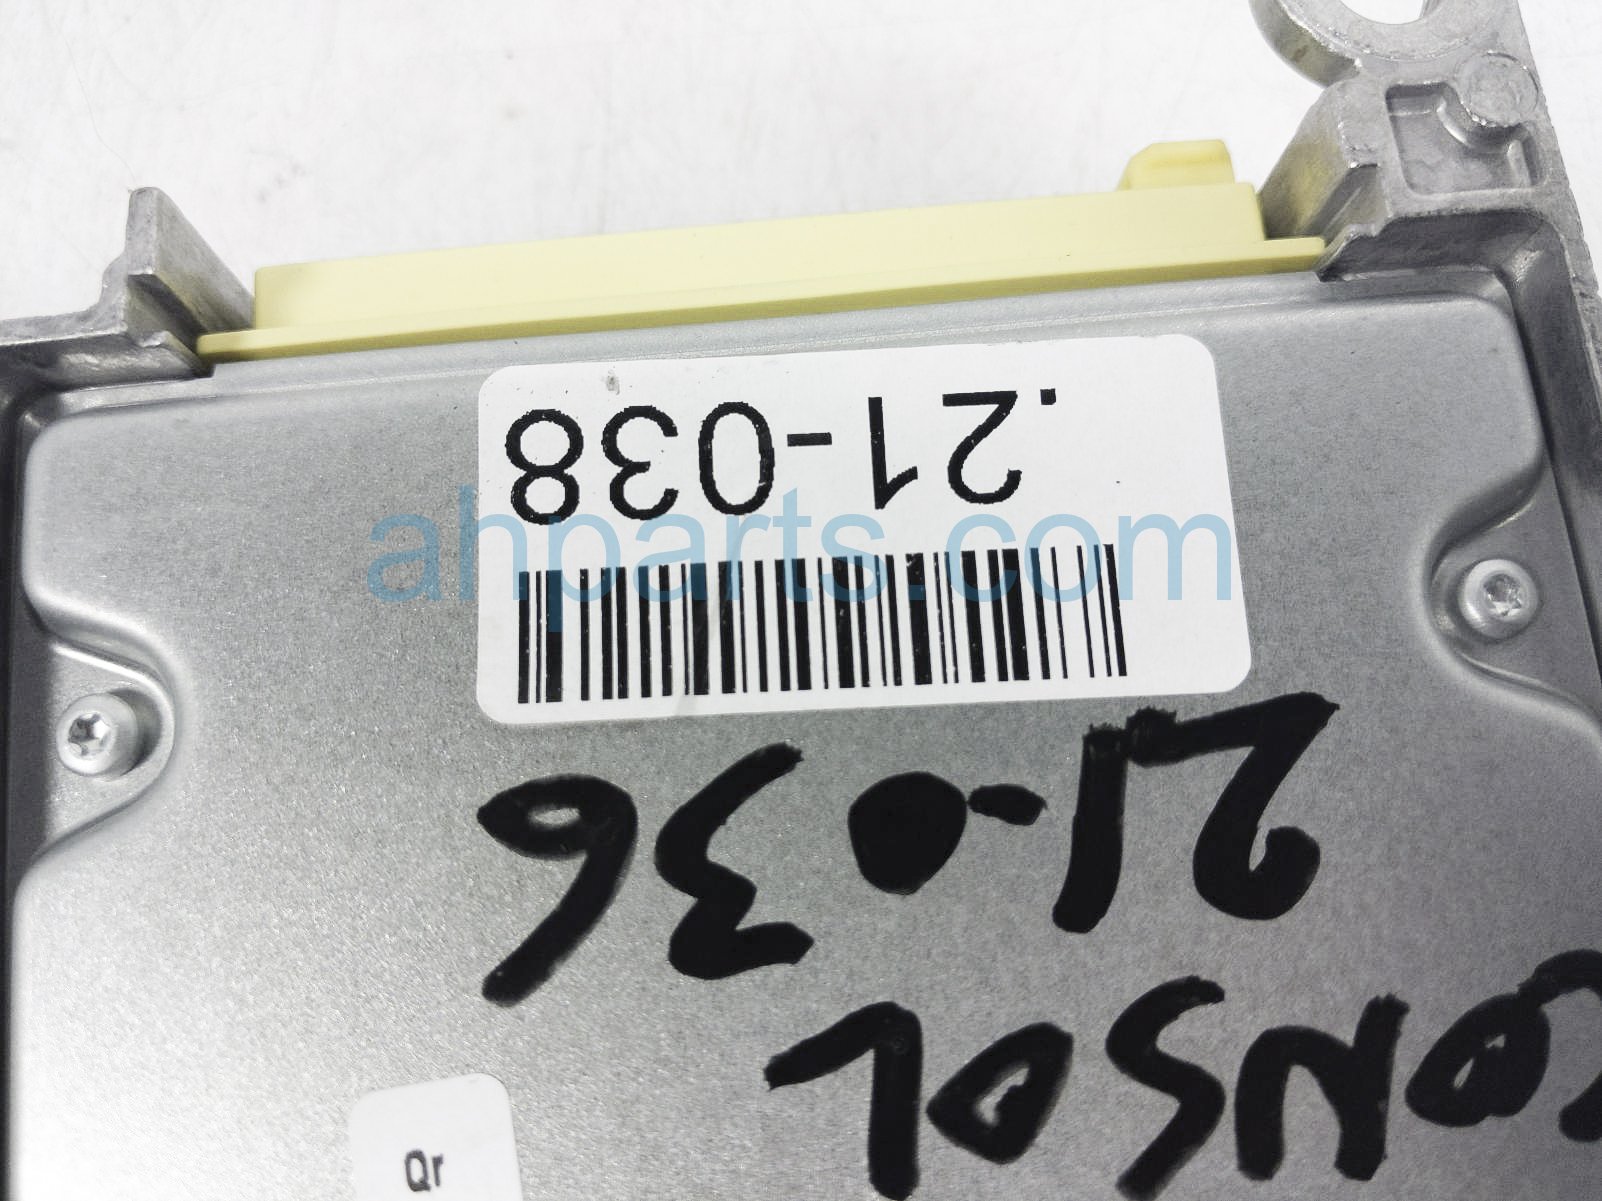 .21-038
ahparts.com
21-036
CONSOL
Qr